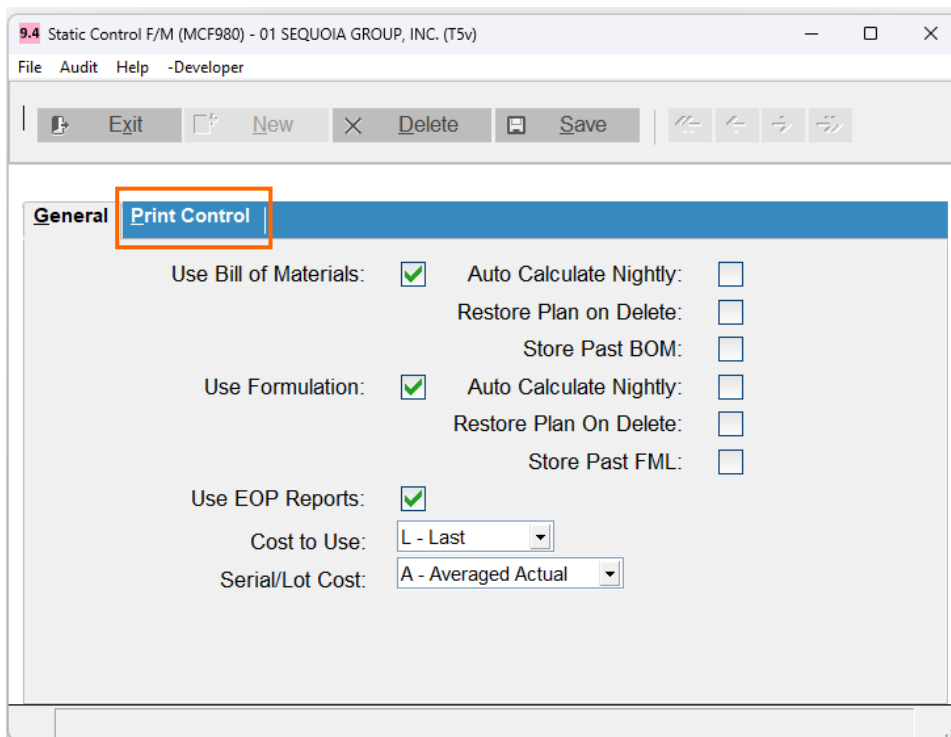 9.4 Static Control F/M (MCF980) - 01 SEQUOIA GROUP, INC. (T5v)
File Audit Help -Developer
Exit New Delete Save
General Print Control
Use Bill of Materials: Auto Calculate Nightly:
Restore Plan on Delete:
Store Past BOM:
Use Formulation: Auto Calculate Nightly:
Restore Plan On Delete:
Store Past FML:
Use EOP Reports:
Cost to Use: L - Last
Serial/Lot Cost: A - Averaged Actual